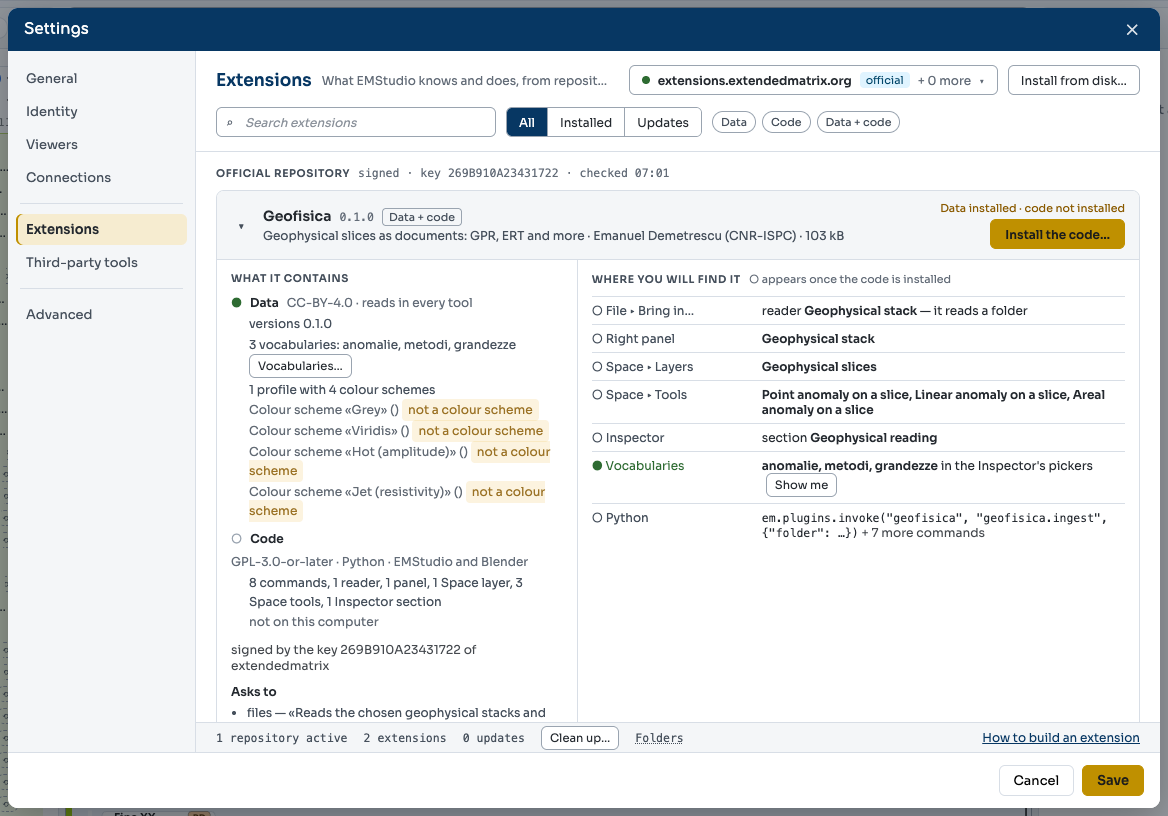 Settings
General
Identity
Viewers
Connections
Extensions
Third-party tools
Advanced
Extensions What EMStudio knows and does, from reposit...
extensions.extendedmatrix.org official + 0 more
Install from disk...
Search extensions
All Installed Updates
Data Code Data + code
OFFICIAL REPOSITORY signed · key 269B910A23431722 · checked 07:01
Geofisica 0.1.0 Data + code
Geophysical slices as documents: GPR, ERT and more · Emanuel Demetrescu (CNR-ISPC) · 103 kB
Data installed · code not installed
Install the code...
WHAT IT CONTAINS
Data CC-BY-4.0 · reads in every tool
versions 0.1.0
3 vocabularies: anomalie, metodi, grandezze
Vocabularies...
1 profile with 4 colour schemes
Colour scheme «Grey» () not a colour scheme
Colour scheme «Viridis» () not a colour scheme
Colour scheme «Hot (amplitude)» () not a colour
scheme
Colour scheme «Jet (resistivity)» () not a colour
scheme
Code
GPL-3.0-or-later · Python · EMStudio and Blender
8 commands, 1 reader, 1 panel, 1 Space layer, 3
Space tools, 1 Inspector section
not on this computer
signed by the key 269B910A23431722 of
extendedmatrix
Asks to
• files — «Reads the chosen geophysical stacks and
WHERE YOU WILL FIND IT appears once the code is installed
File ▸ Bring in... reader Geophysical stack — it reads a folder
Right panel Geophysical stack
Space ▸ Layers Geophysical slices
Space ▸ Tools Point anomaly on a slice, Linear anomaly on a slice, Areal
anomaly on a slice
Inspector section Geophysical reading
Vocabularies anomalie, metodi, grandezze in the Inspector's pickers
Show me
Python em.plugins.invoke("geofisica", "geofisica.ingest",
{"folder": …}) + 7 more commands
1 repository active 2 extensions 0 updates Clean up... Folders
How to build an extension
Cancel Save